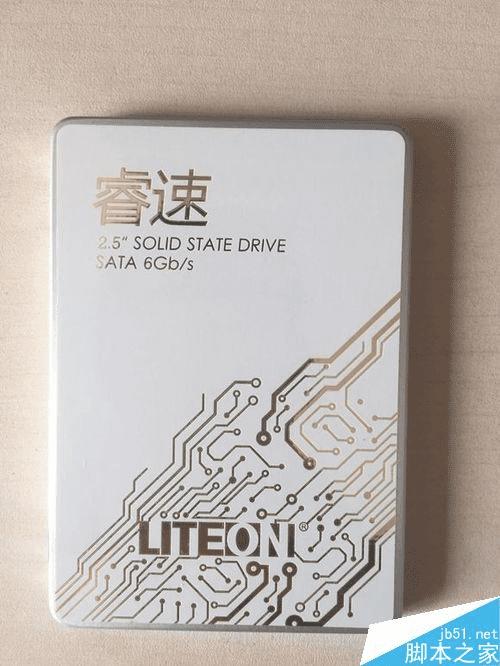 睿速
2.5" SOLID STATE DRIVE
SATA 6Gb/s
LITEON®
jb51.net
脚本之家